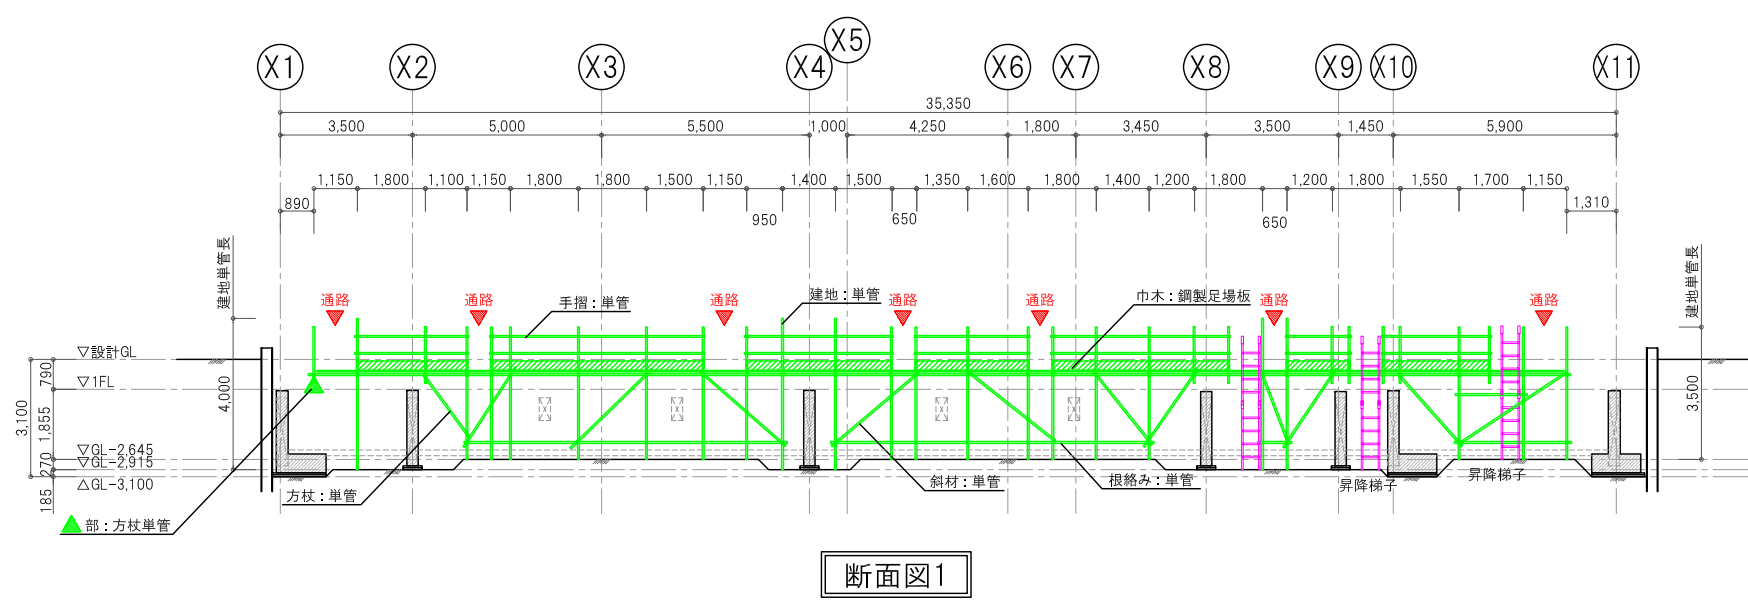 X1 X2 X3 X4 X5 X6 X7 X8 X9 X10 X11
35,350
3,500 5,000 5,500 1,000 4,250 1,800 3,450 3,500 1,450 5,900
1,150 1,800 1,100 1,150 1,800 1,800 1,500 1,150 1,400 1,500 1,350 1,600 1,800 1,400 1,200 1,800 1,200 1,800 1,550 1,700 1,150
890 950 650 650 1,310
建地単管長
4,000
建地単管長
3,500
通路 通路 通路 通路 通路 通路 通路
手摺：単管
建地：単管
巾木：鋼製足場板
▽設計GL
▽1FL
▽GL-2,645
▽GL-2,915
△GL-3,100
3,100
790
1,855
270
185
方杖：単管
斜材：単管
根絡み：単管
昇降梯子
昇降梯子
▲部：方杖単管
断面図1